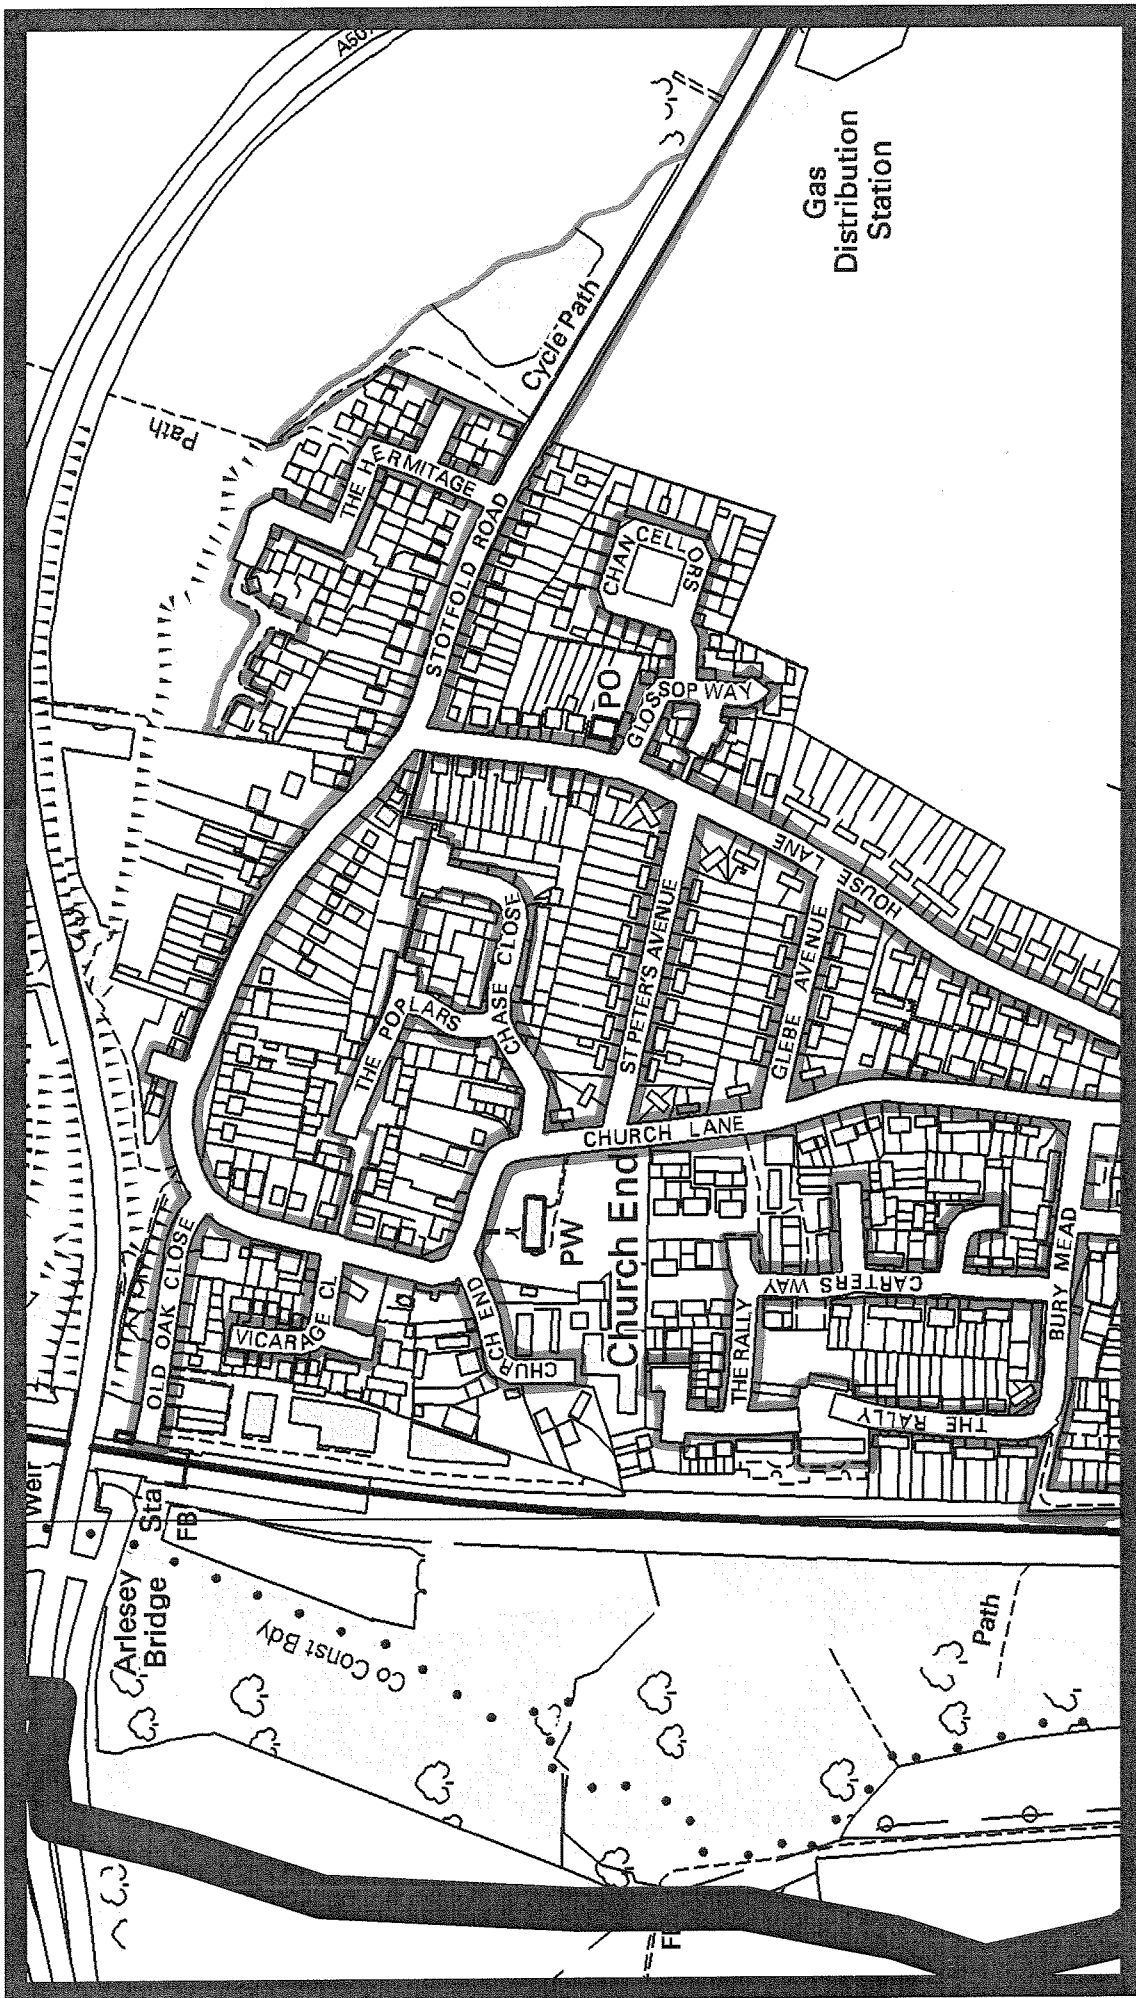 A507
Gas
Distribution
Station
Cycle Path
Path
THE HERMITAGE
STOTFOLD ROAD
CHANCELLORS
PO
GLOSSOP WAY
HOUSE LANE
CHASE CLOSE
THE POPLARS
ST PETER'S AVENUE
GLEBE AVENUE
CHURCH LANE
OLD OAK CLOSE
VICARAGE CL
PW
Church End
CHURCH END
THE RALLY
CARTERS WAY
BURY MEAD
THE RALLY
Weir
Sta
FB
Arlesey
Bridge
Co Const Bdy
Path